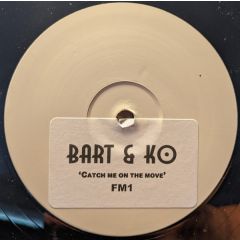 BART & KO
'CATCH ME ON THE MOVE'
FM1